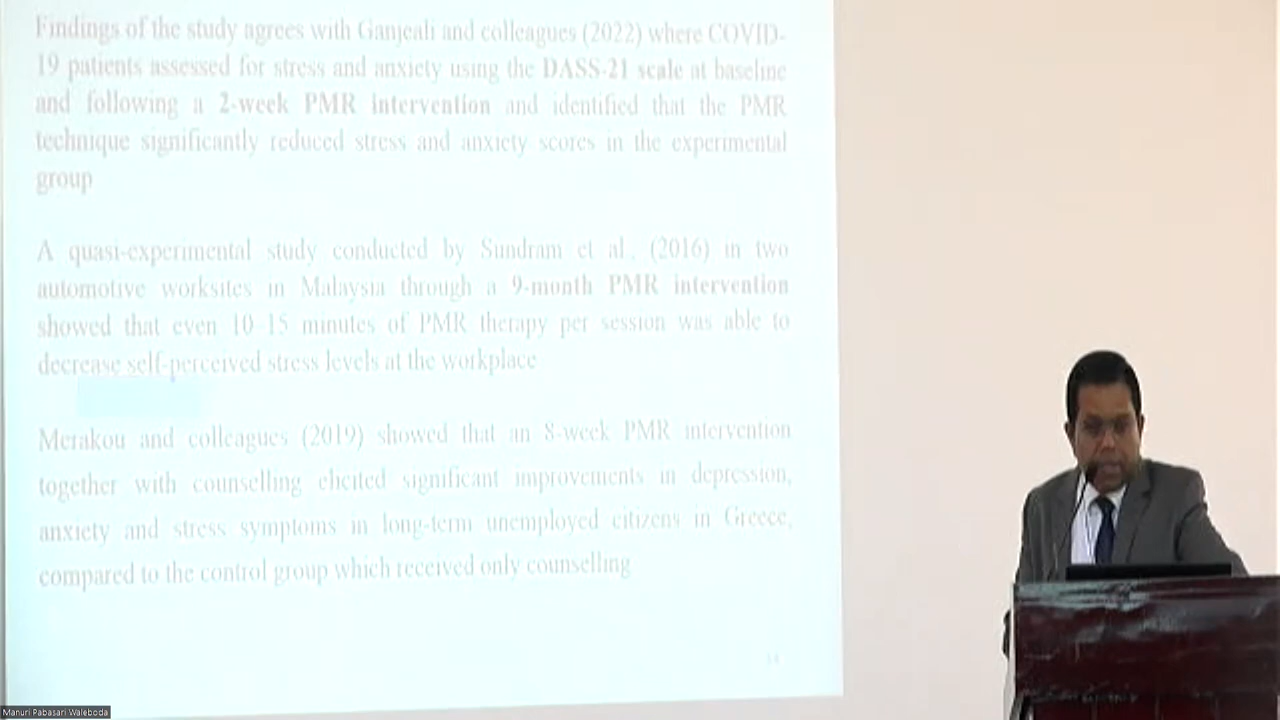 Findings of the study agrees with Ganjeali and colleagues (2022) where COVID-
19 patients assessed for stress and anxiety using the DASS-21 scale at baseline
and following a 2-week PMR intervention and identified that the PMR
technique significantly reduced stress and anxiety scores in the experimental
group
A quasi-experimental study conducted by Sundram et al., (2016) in two
automotive worksites in Malaysia through a 9-month PMR intervention
showed that even 10-15 minutes of PMR therapy per session was able to
decrease self-perceived stress levels at the workplace
Merakou and colleagues (2019) showed that an 8-week PMR intervention
together with counselling elicited significant improvements in depression,
anxiety and stress symptoms in long-term unemployed citizens in Greece,
compared to the control group which received only counselling
Manuri Pabasari Waleboda